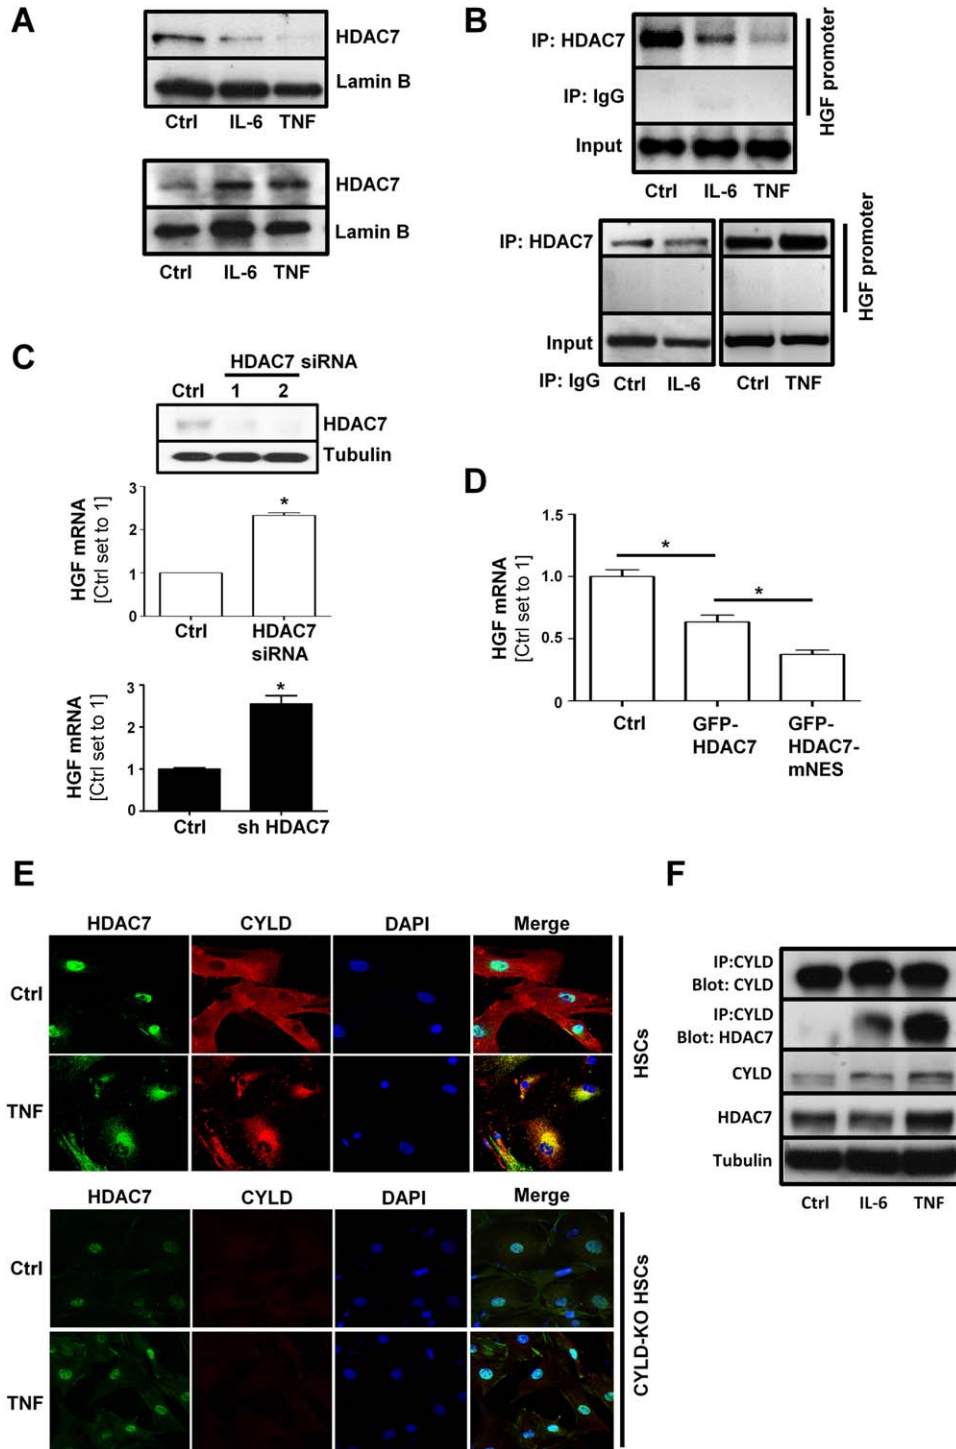 A
HDAC7
Lamin B
Ctrl IL-6 TNF
HDAC7
Lamin B
Ctrl IL-6 TNF
B
IP: HDAC7
IP: IgG
Input
Ctrl IL-6 TNF
HGF promoter
IP: HDAC7
Input
IP: IgG
Ctrl IL-6 Ctrl TNF
HGF promoter
C
HDAC7 siRNA
Ctrl 1 2
HDAC7
Tubulin
HGF mRNA
[Ctrl set to 1]
3
2
1
0
*
Ctrl HDAC7
siRNA
HGF mRNA
[Ctrl set to 1]
3
2
1
0
*
Ctrl sh HDAC7
D
HGF mRNA
[Ctrl set to 1]
1.5
1.0
0.5
0
*
*
Ctrl GFP- GFP-
HDAC7 HDAC7-
mNES
E
HDAC7 CYLD DAPI Merge
Ctrl
TNF
HSCs
HDAC7 CYLD DAPI Merge
Ctrl
TNF
CYLD-KO HSCs
F
IP:CYLD
Blot: CYLD
IP:CYLD
Blot: HDAC7
CYLD
HDAC7
Tubulin
Ctrl IL-6 TNF